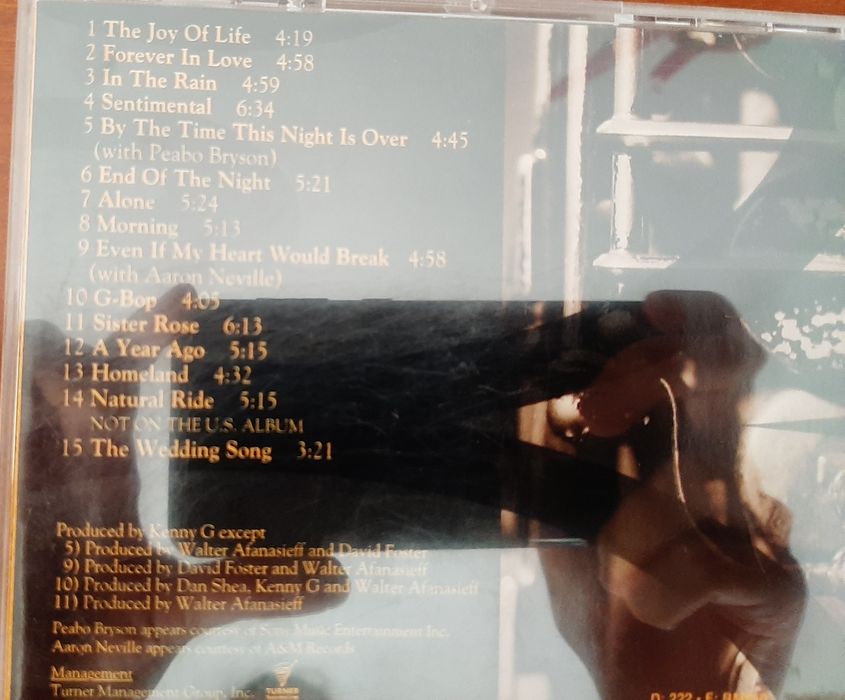 1 The Joy Of Life 4:19
2 Forever In Love 4:58
3 In The Rain 4:59
4 Sentimental 6:34
5 By The Time This Night Is Over 4:45
(with Peabo Bryson)
6 End Of The Night 5:21
7 Alone 5:24
8 Morning 5:13
9 Even If My Heart Would Break 4:58
(with Aaron Neville)
10 G-Bop 4:05
11 Sister Rose 6:13
12 A Year Ago 5:15
13 Homeland 4:32
14 Natural Ride 5:15
NOT ON THE U.S. ALBUM
15 The Wedding Song 3:21
Produced by Kenny G except
5) Produced by Walter Afanasieff and David Foster
9) Produced by David Foster and Walter Afanasieff
10) Produced by Dan Shea, Kenny G and Walter Afanasieff
11) Produced by Walter Afanasieff
Peabo Bryson appears courtesy of Sony Music Entertainment Inc.
Aaron Neville appears courtesy of A&M Records
Management
Turner Management Group, Inc. TURNER